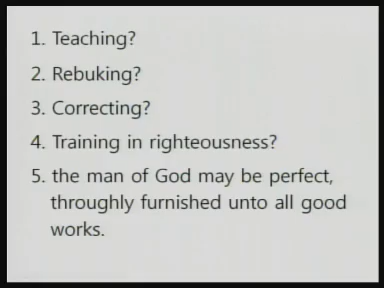 1. Teaching?
2. Rebuking?
3. Correcting?
4. Training in righteousness?
5. the man of God may be perfect,
throughly furnished unto all good
works.